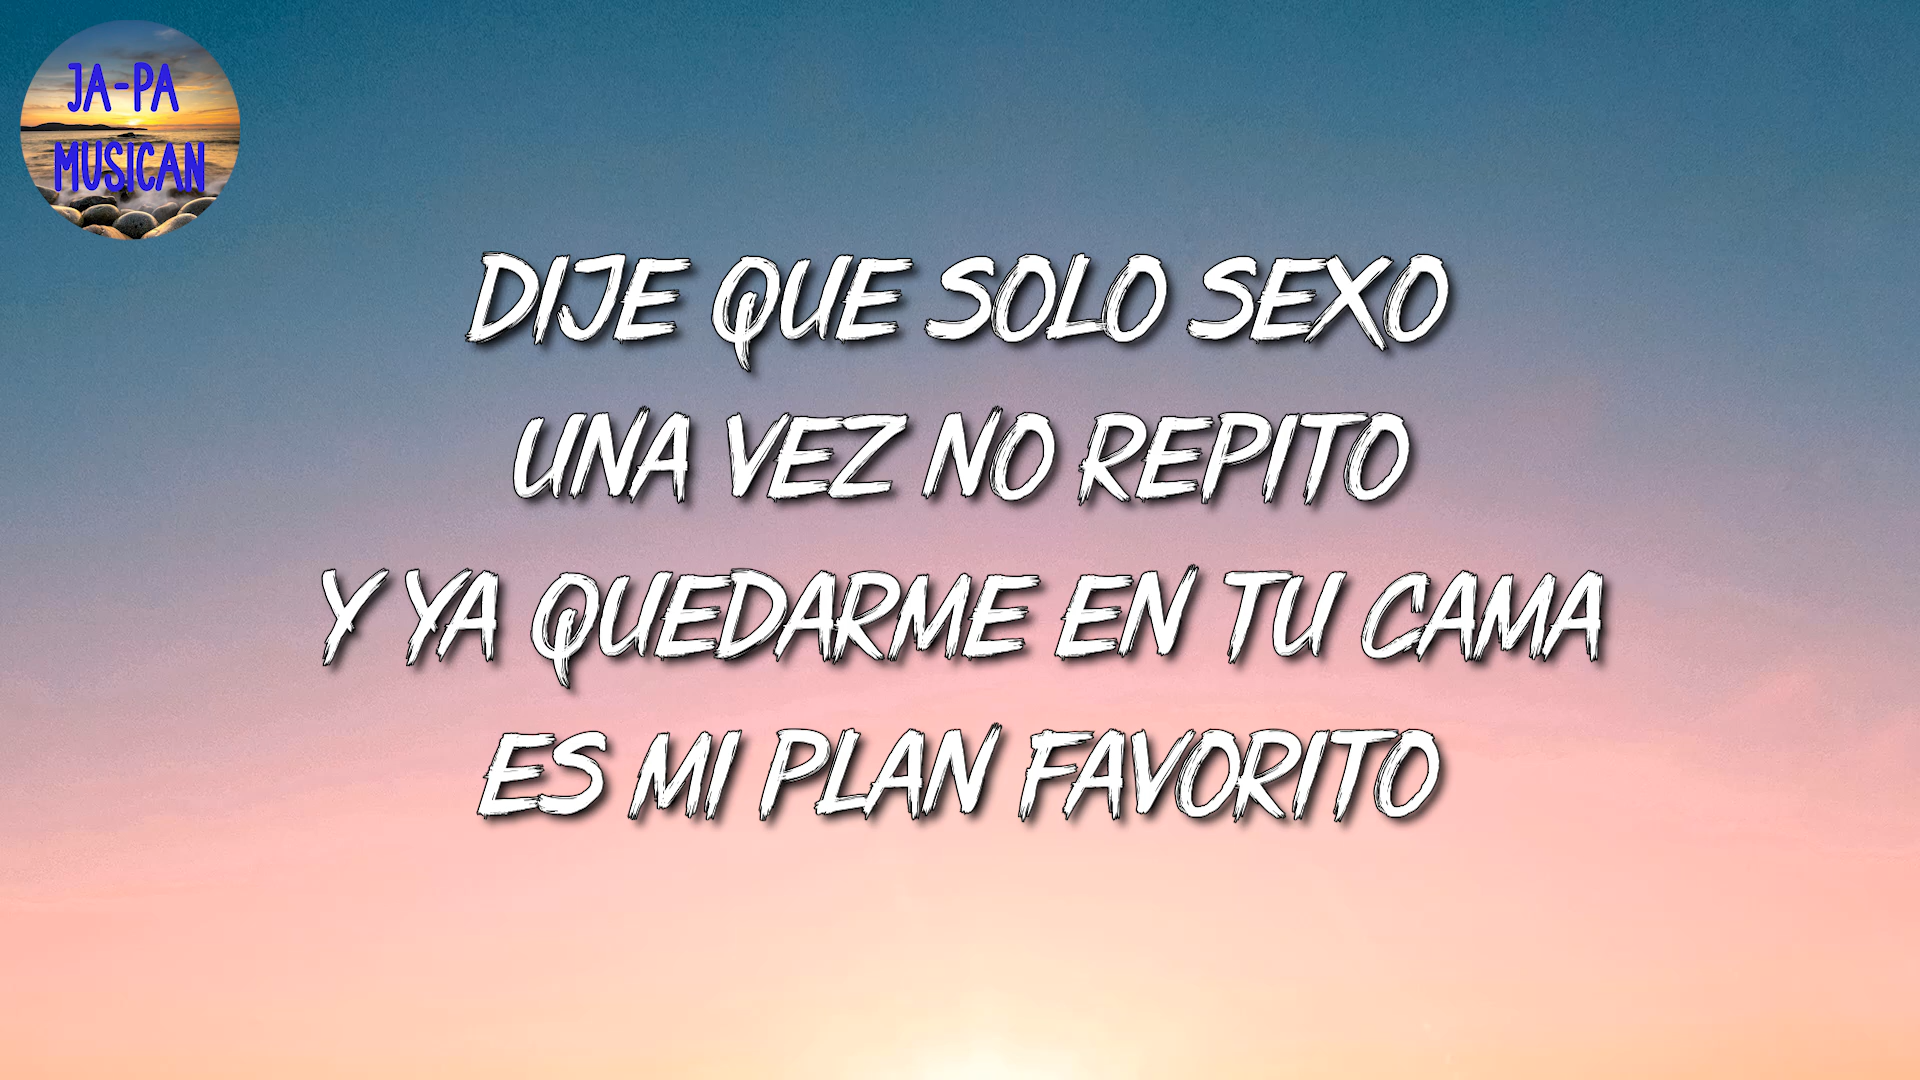 JA-PA
MUSICAN
DIJE QUE SOLO SEXO
UNA VEZ NO REPITO
Y YA QUEDARME EN TU CAMA
ES MI PLAN FAVORITO